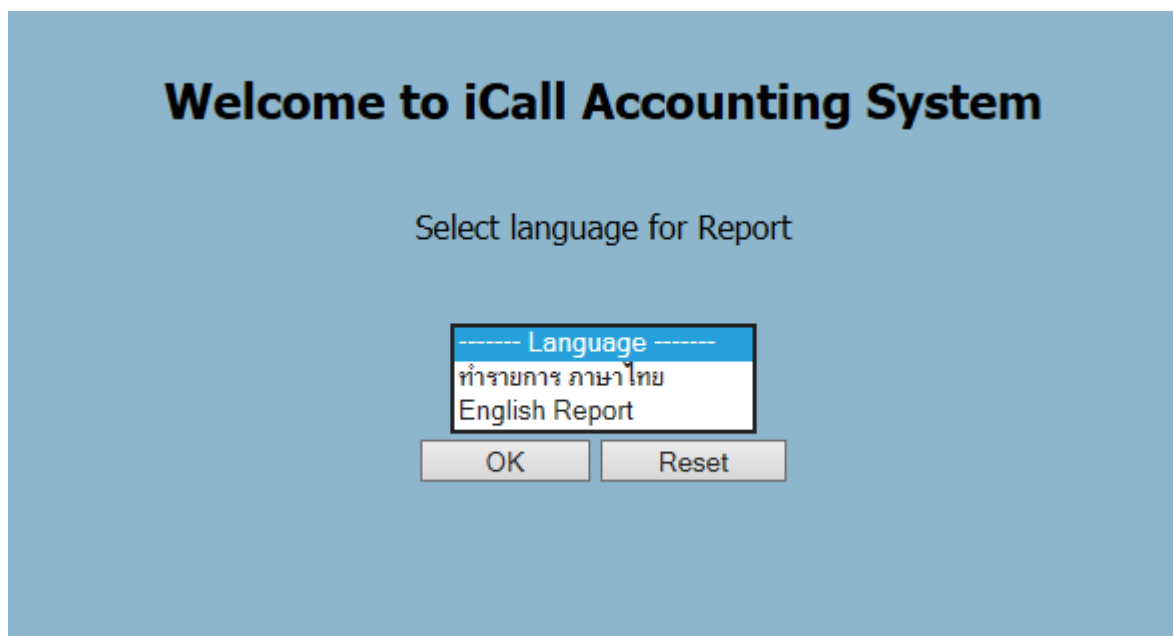 Welcome to iCall Accounting System
Select language for Report
------- Language -------
ทำรายการ ภาษาไทย
English Report
OK Reset